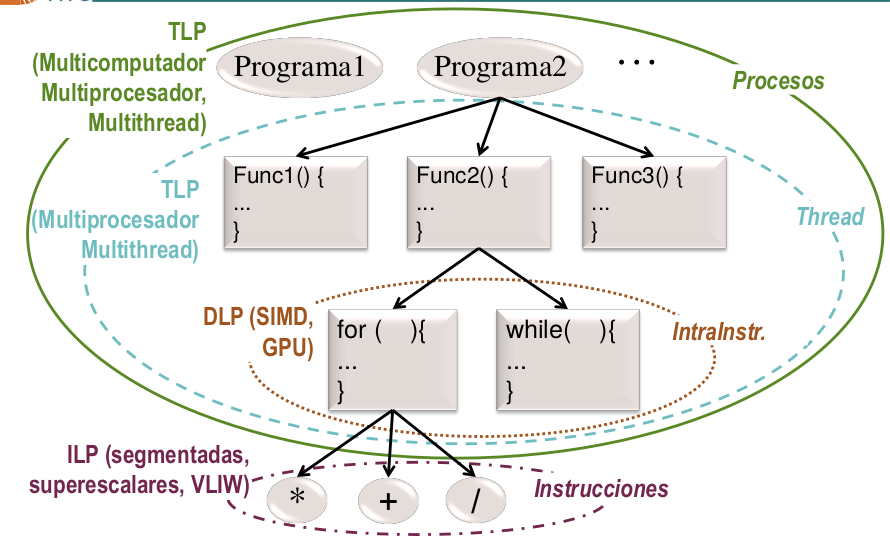 TLP
(Multicomputador
Multiprocesador,
Multithread)
Programa1
Programa2
...
Procesos
TLP
(Multiprocesador
Multithread)
Func1() {
...
}
Func2() {
...
}
Func3() {
...
}
Thread
DLP (SIMD,
GPU)
for (   ){
...
}
while(   ){
...
}
IntraInstr.
ILP (segmentadas,
superescalares, VLIW)
*
+
/
Instrucciones